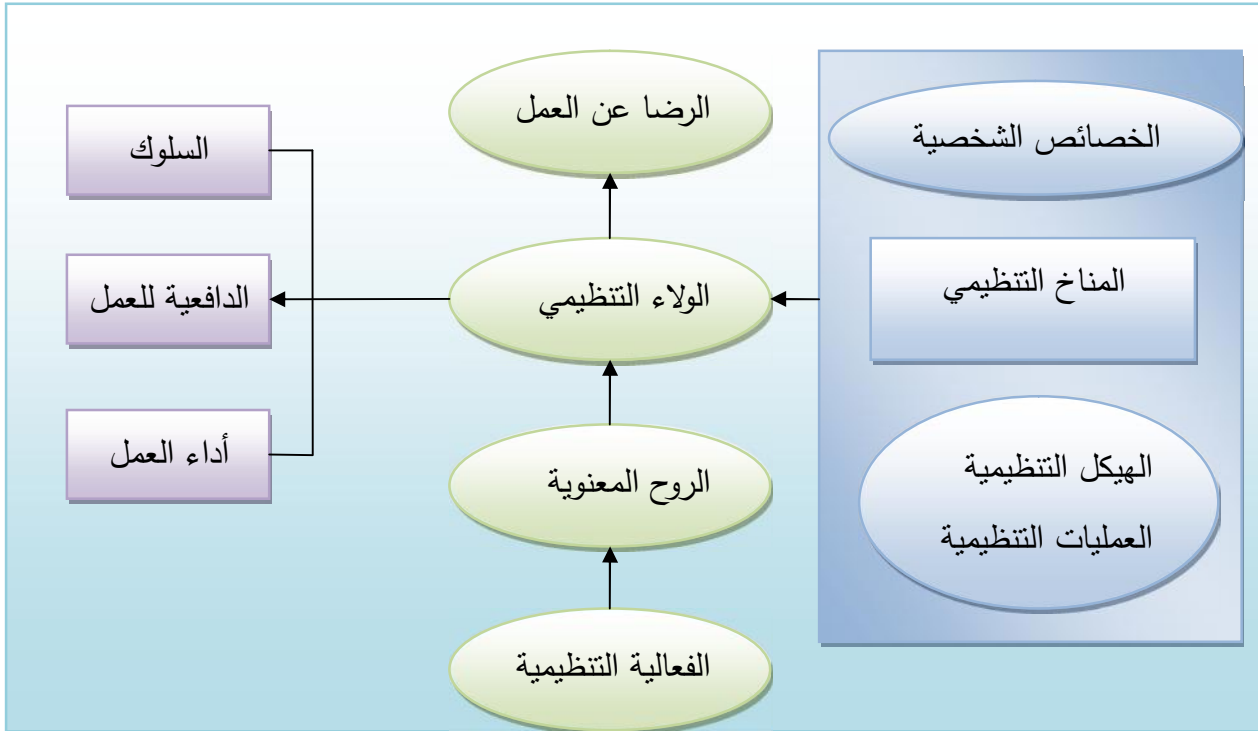 الخصائص الشخصية
المناخ التنظيمي
الهيكل التنظيمية
العمليات التنظيمية
الرضا عن العمل
الولاء التنظيمي
الروح المعنوية
الفعالية التنظيمية
السلوك
الدافعية للعمل
أداء العمل